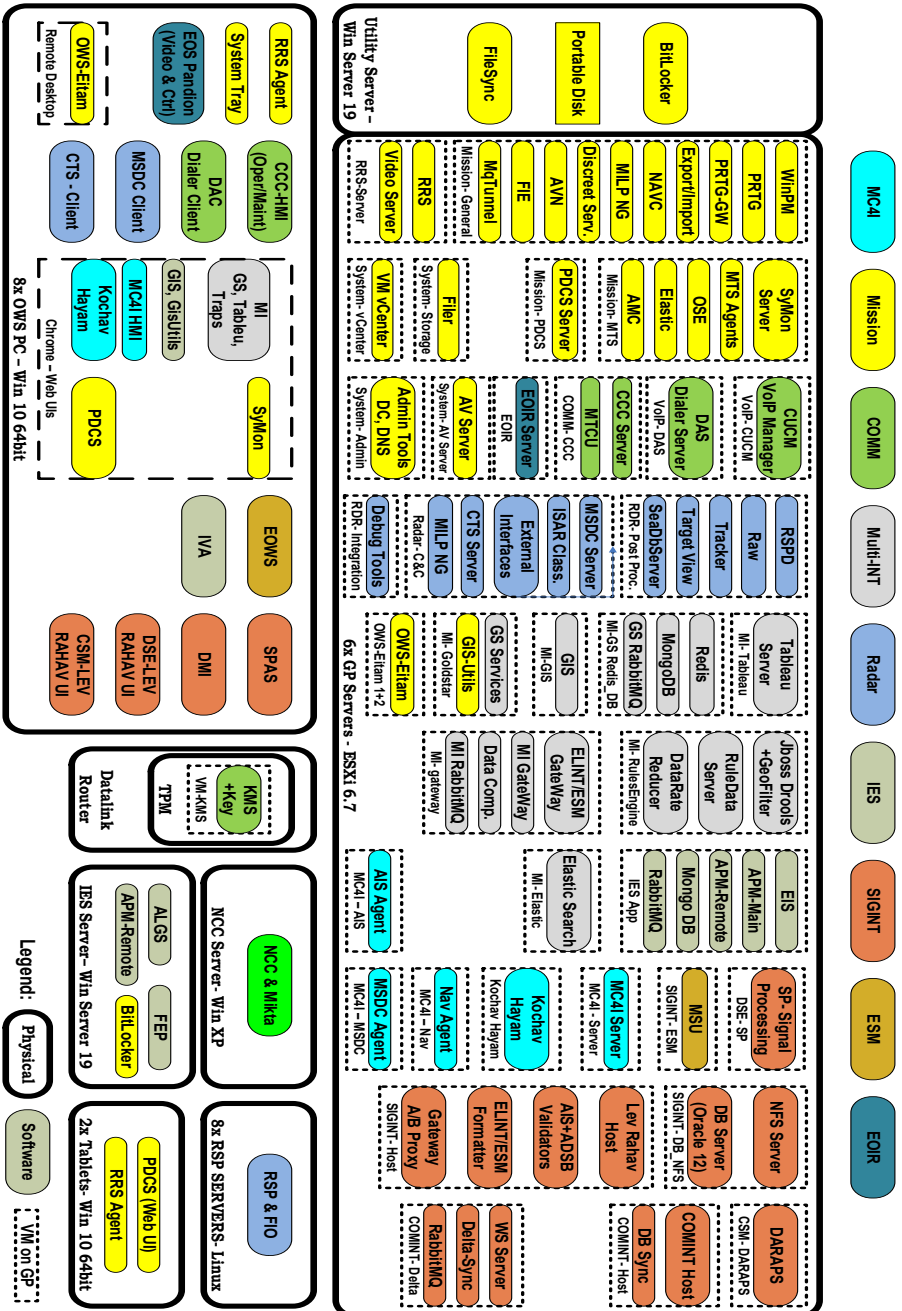 MC4I
Mission
COMM
Multi-INT
Radar
IES
SIGINT
ESM
EOIR
BitLocker
Portable Disk
FileSync
Utility Server –
Win Server 19
WinPM
PRTG
PRTG-GW
Export/Import
NAVC
MILP NG
Discreet Serv.
AVN
FIE
MqTunnel
Mission- General
RRS
Video Server
RRS-Server
SyMon
Server
MTS Agents
OSE
Elastic
AMC
Mission- MTS
PDCS Server
Mission- PDCS
Filer
System- Storage
VM vCenter
System- vCenter
CUCM
VoIP Manager
VoIP- CUCM
DAS
Dialer Server
VoIP- DAS
CCC Server
MTCU
COMM- CCC
EOIR Server
EOIR
AV Server
System- AV Server
Admin Tools
DC, DNS
System- Admin
RSPD
Raw
Tracker
Target View
SeaDbServer
RDR- Post Proc.
MSDC Server
ISAR Class.
External
Interfaces
CTS Server
MILP NG
Radar- C&C
Debug Tools
RDR- Integration
Tableau
Server
MI- Tableau
Redis
MongoDB
GS RabbitMQ
MI-GS Redis_DB
GIS
MI-GIS
GS Services
GIS-Utils
MI- Goldstar
OWS-Eitam
OWS-Eitam 1+2
Jboss Drools
+GeoFilter
RuleData
Server
DataRate
Reducer
MI- RulesEngine
ELINT/ESM
GateWay
MI GateWay
Data Comp.
MI RabbitMQ
MI- gateway
EIS
APM-Main
APM-Remote
Mongo DB
RabbitMQ
IES App
Elastic Search
MI- Elastic
AIS Agent
MC4I – AIS
SP- Signal
Processing
DSE - SP
MSU
SIGINT - ESM
MC4I Server
MC4I - Server
Kochav
Hayam
Kochav Hayam
Nav Agent
MC4I – Nav
MSDC Agent
MC4I – MSDC
NFS Server
DB Server
(Oracle 12)
SIGINT- DB_NFS
Lev Rahav
Host
AIS+ADSB
Validators
ELINT/ESM
Formatter
Gateway
A/B Proxy
SIGINT- Host
DARAPS
CSM- DARAPS
COMINT Host
DB Sync
COMINT- Host
WS Server
Delta-Sync
RabbitMQ
COMINT- Delta
6x GP Servers - ESXi 6.7
RRS Agent
System Tray
EOS Pandion
(Video & Ctrl)
OWS-Eitam
Remote Desktop
CCC-HMI
(Oper/Maint)
DAC
Dialer Client
MSDC Client
CTS - Client
MI
GS, Tableu,
Traps
GIS, GisUtils
MC4I HMI
Kochav
Hayam
SyMon
PDCS
Chrome – Web UIs
EOWS
IVA
SPAS
DMI
DSE-LEV
RAHAV UI
CSM-LEV
RAHAV UI
8x OWS PC – Win 10 64bit
KMS
+Key
VM-KMS
TPM
Datalink
Router
NCC & Mikta
NCC Server- Win XP
ALGS
FEP
APM-Remote
BitLocker
IES Server– Win Server 19
RSP & FIO
8x RSP SERVERS- Linux
PDCS (Web UI)
RRS Agent
2x Tablets- Win 10 64bit
Legend:
Physical
Software
VM on GP